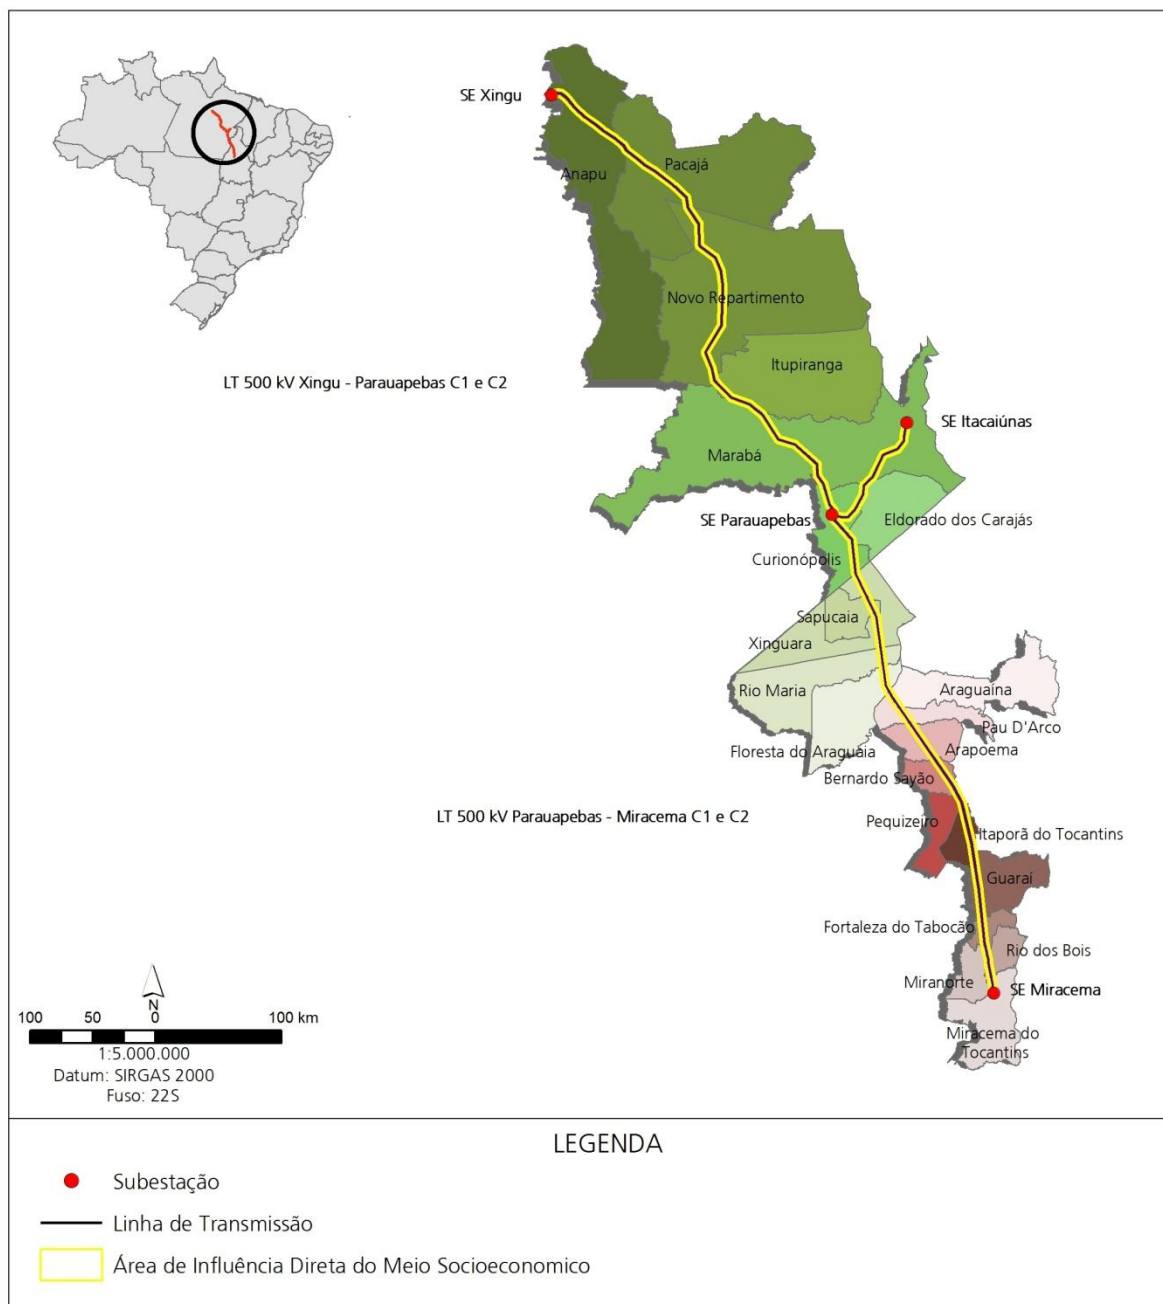 SE Xingu
Pacajá
Anapu
Novo Repartimento
Itupiranga
LT 500 kV Xingu - Parauapebas C1 e C2
SE Itacaiúnas
Marabá
SE Parauapebas
Eldorado dos Carajás
Curionópolis
Sapucaia
Xinguara
Rio Maria
Araguaína
Pau D'Arco
Floresta do Araguáia
Arapoema
Bernardo Sayão
LT 500 kV Parauapebas - Miracema C1 e C2
Pequizeiro
Itaporã do Tocantins
Guaraí
Fortaleza do Tabocão
Rio dos Bois
Miranorte
SE Miracema
Miracema do
Tocantins
N
100 50 0 100 km
1:5.000.000
Datum: SIRGAS 2000
Fuso: 22S
LEGENDA
Subestação
Linha de Transmissão
Área de Influência Direta do Meio Socioeconomico